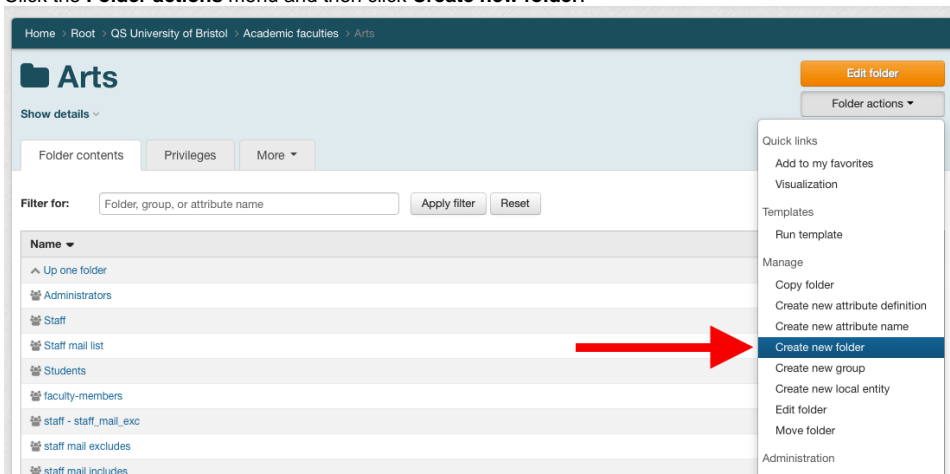 Click the Folder actions menu and then click Create new folder.
Home > Root > QS University of Bristol > Academic faculties > Arts
Arts
Edit folder
Folder actions
Show details
Folder contents Privileges More
Filter for: Folder, group, or attribute name Apply filter Reset
Name
Up one folder
Administrators
Staff
Staff mail list
Students
faculty-members
staff - staff_mail_exc
staff mail excludes
staff mail includes
Quick links
Add to my favorites
Visualization
Templates
Run template
Manage
Copy folder
Create new attribute definition
Create new attribute name
Create new folder
Create new group
Create new local entity
Edit folder
Move folder
Administration